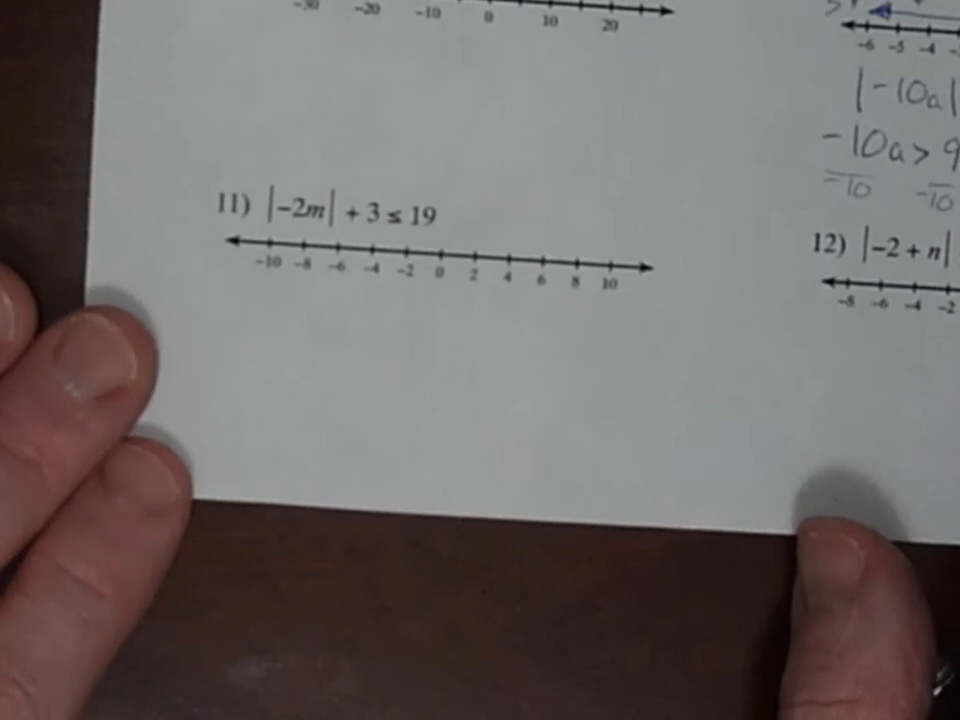 -30 -20 -10 0 10 20
-6 -5 -4
|-10a|
-10a > 9
-10 -10
11) |-2m| + 3 ≤ 19
-10 -8 -6 -4 -2 0 2 4 6 8 10
12) |-2 + n|
-8 -6 -4 -2